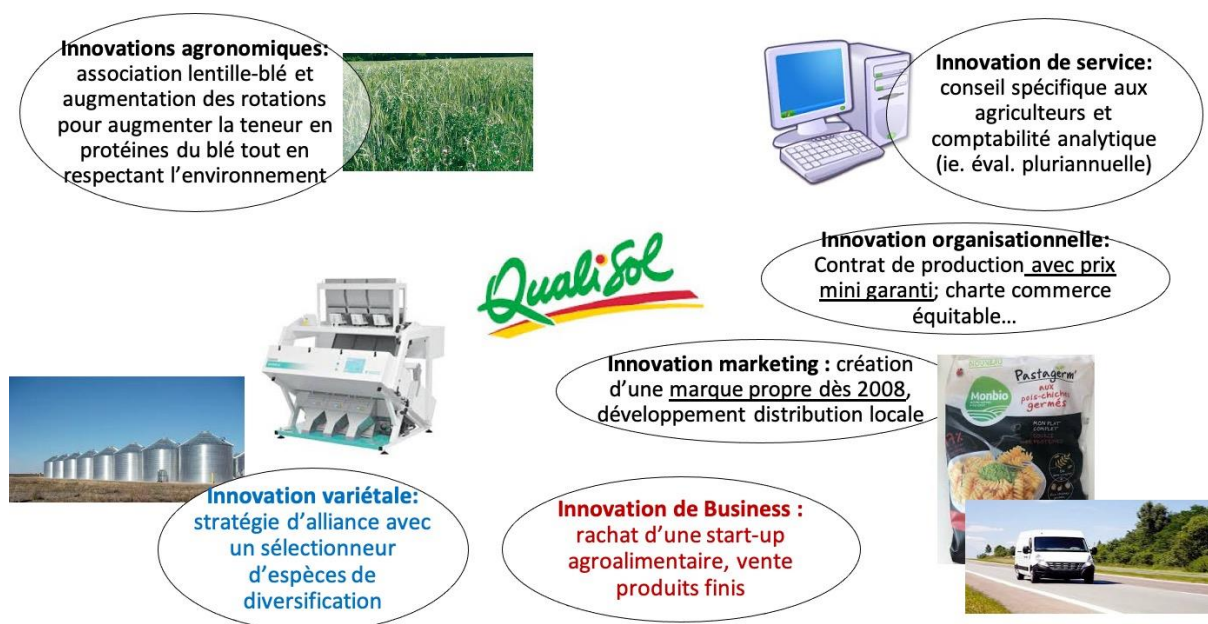 Innovations agronomiques:
association lentille-blé et
augmentation des rotations
pour augmenter la teneur en
protéines du blé tout en
respectant l’environnement
Innovation de service:
conseil spécifique aux
agriculteurs et
comptabilité analytique
(ie. éval. pluriannuelle)
QualiSol
Innovation organisationnelle:
Contrat de production avec prix
mini garanti; charte commerce
équitable…
Innovation marketing : création
d’une marque propre dès 2008,
développement distribution locale
Pastagerm'
aux
pois-chiches
germés
Monbio
MON PLAT
COMPLET
Innovation variétale:
stratégie d’alliance avec
un sélectionneur
d’espèces de
diversification
Innovation de Business :
rachat d’une start-up
agroalimentaire, vente
produits finis